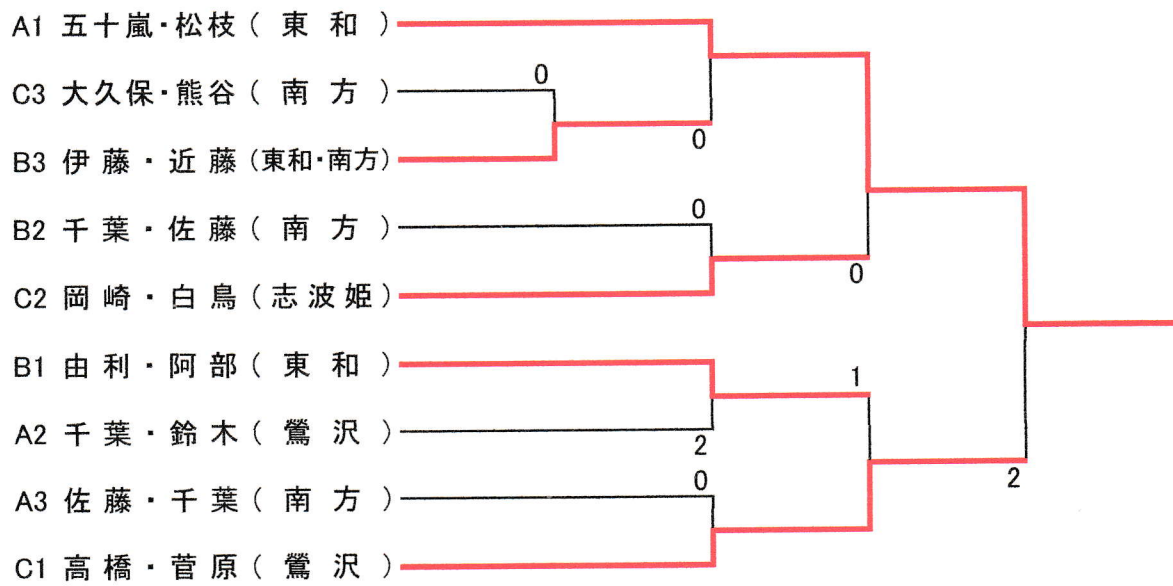 A1 五十嵐・松枝 ( 東 和 )
0
C3 大久保・熊谷 ( 南 方 )
0
B3 伊 藤 ・ 近 藤 (東和・南方)
0
B2 千 葉 ・ 佐 藤 ( 南 方 )
0
C2 岡 崎 ・ 白 鳥 ( 志 波 姫 )
B1 由 利 ・ 阿 部 ( 東 和 )
1
A2 千 葉 ・ 鈴 木 ( 鶯 沢 )
2
2
A3 佐 藤 ・ 千 葉 ( 南 方 )
0
C1 高 橋 ・ 菅 原 ( 鶯 沢 )